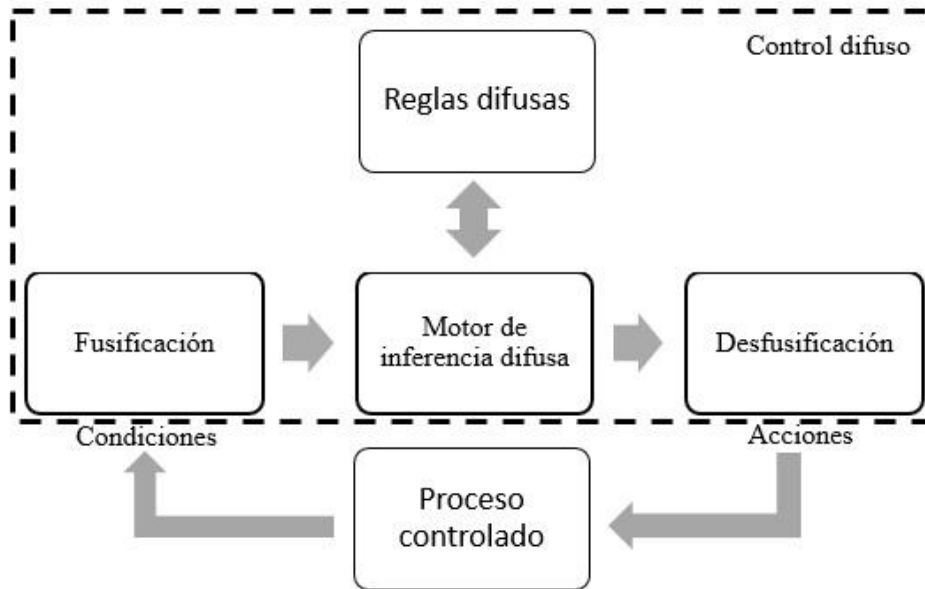 Control difuso
Reglas difusas
Fusificación
Motor de
inferencia difusa
Desfusificación
Condiciones
Acciones
Proceso
controlado